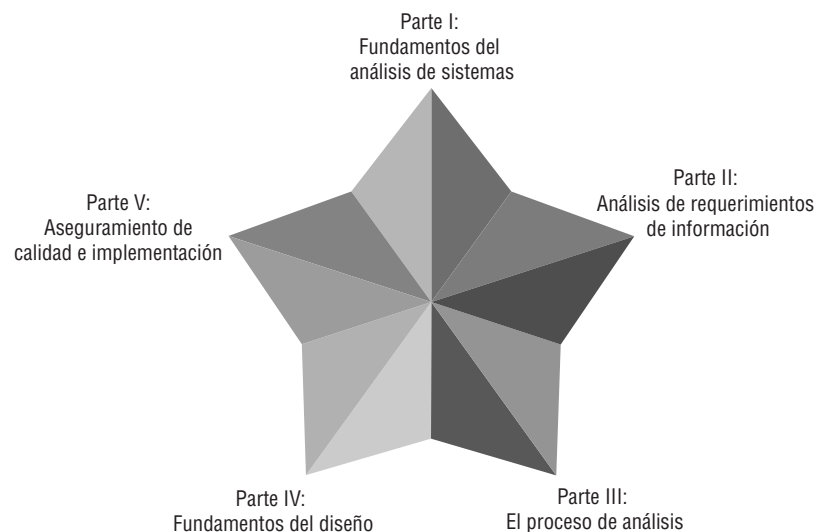 Parte I:
Fundamentos del
análisis de sistemas
Parte II:
Análisis de requerimientos
de información
Parte V:
Aseguramiento de
calidad e implementación
Parte IV:
Fundamentos del diseño
Parte III:
El proceso de análisis